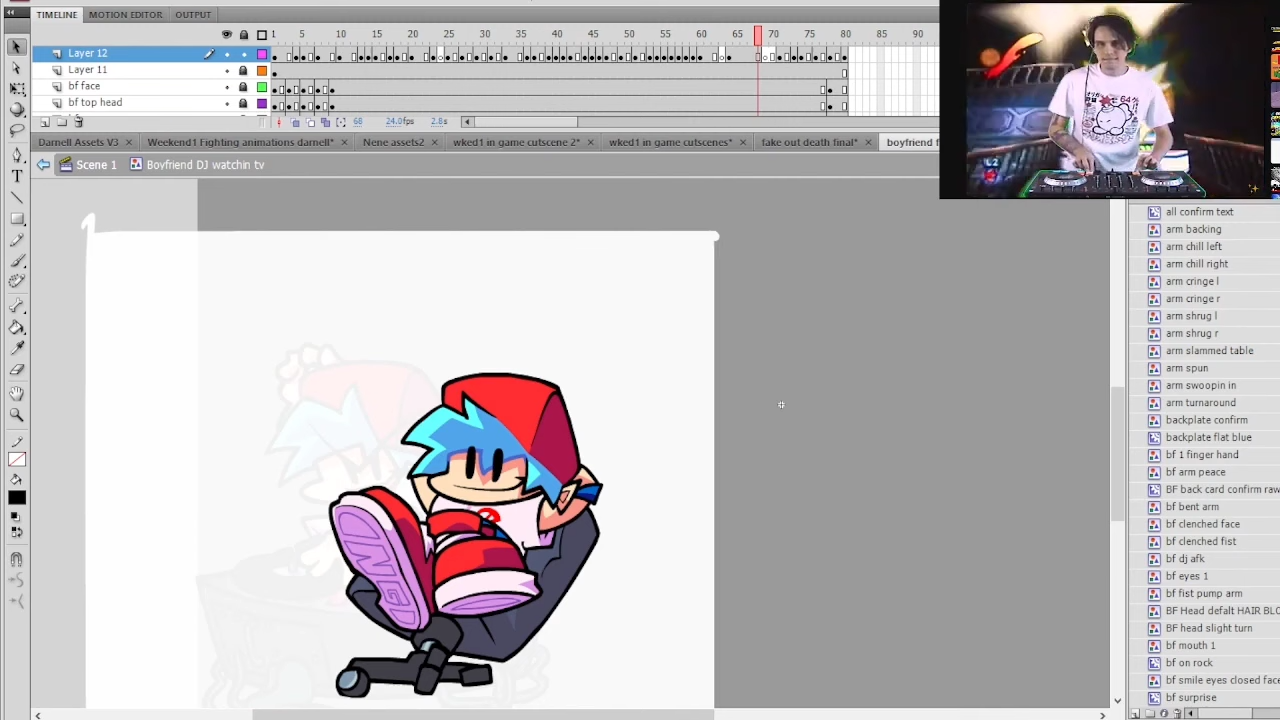 TIMELINE MOTION EDITOR OUTPUT
1 5 10 15 20 25 30 35 40 45 50 55 60 65 70 75 80 85 90
Layer 12
Layer 11
bf face
bf top head
68 24.0fps 2.8s
Darnell Assets V3 × Weekend1 Fighting animations darnell* × Nene assets × wked1 in game cutscene 2* × wked1 in game cutscenes* × fake out death final* × boyfriend f
Scene 1 Boyfriend DJ watchin tv
all confirm text
arm backing
arm chill left
arm chill right
arm cringe l
arm cringe r
arm shrug l
arm shrug r
arm slammed table
arm spun
arm swoopin in
arm turnaround
backplate confirm
backplate flat blue
bf 1 finger hand
bf arm peace
BF back card confirm raw
bf bent arm
bf clenched face
bf clenched fist
bf dj afk
bf eyes 1
bf fist pump arm
BF Head defalt HAIR BLO
BF head slight turn
bf mouth 1
bf on rock
bf smile eyes closed face
bf surprise
64
L2